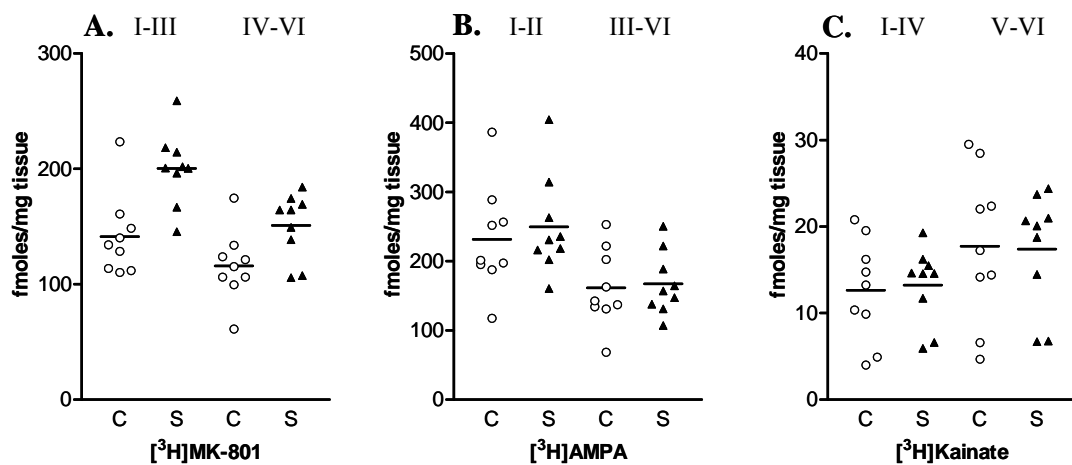 A. I-III IV-VI
300
200
100
0
fmoles/mg tissue
C S C S
[³H]MK-801
B. I-II III-VI
500
400
300
200
100
0
fmoles/mg tissue
C S C S
[³H]AMPA
C. I-IV V-VI
40
30
20
10
0
fmoles/mg tissue
C S C S
[³H]Kainate